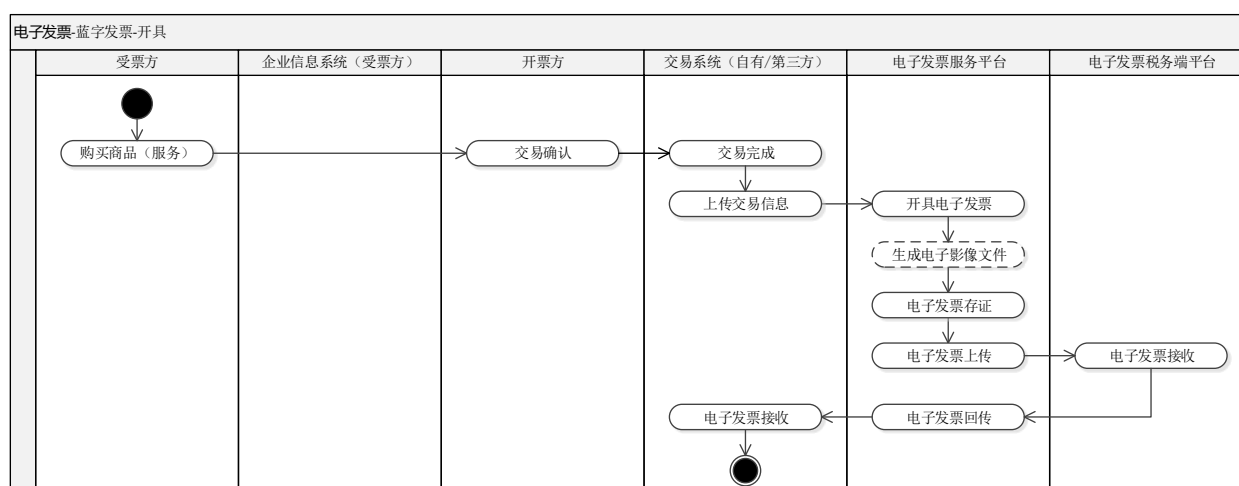 电子发票-蓝字发票-开具
受票方
企业信息系统（受票方）
开票方
交易系统（自有/第三方）
电子发票服务平台
电子发票税务端平台
购买商品（服务）
交易确认
交易完成
上传交易信息
开具电子发票
生成电子影像文件
电子发票存证
电子发票上传
电子发票接收
电子发票接收
电子发票回传